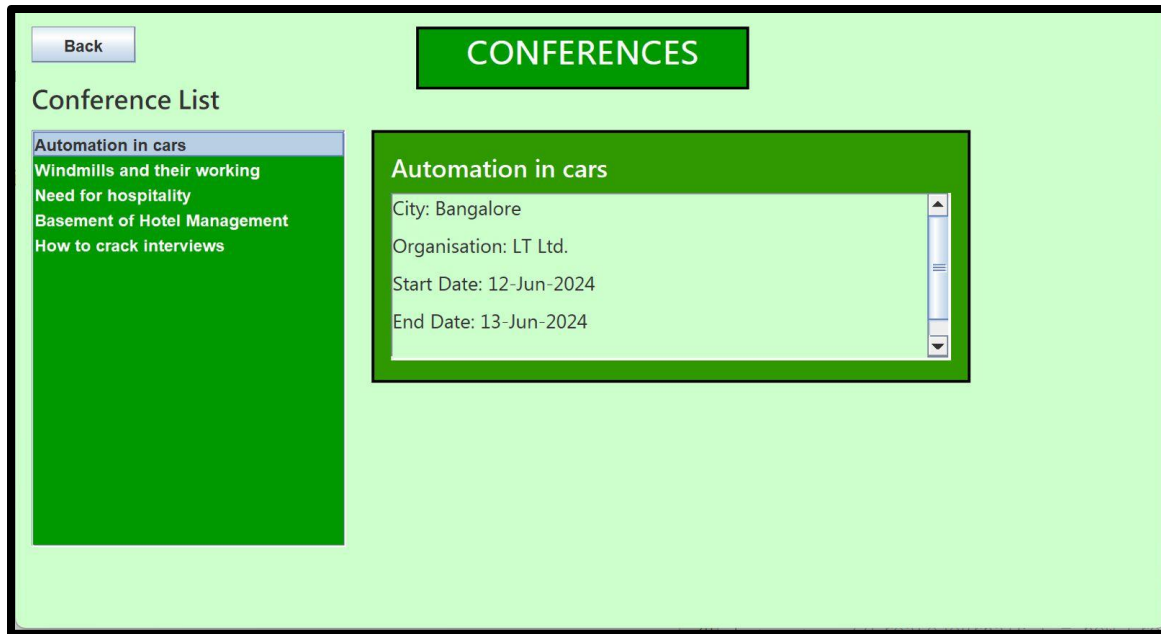 Back
CONFERENCES
Conference List
Automation in cars
Windmills and their working
Need for hospitality
Basement of Hotel Management
How to crack interviews
Automation in cars
City: Bangalore
Organisation: LT Ltd.
Start Date: 12-Jun-2024
End Date: 13-Jun-2024